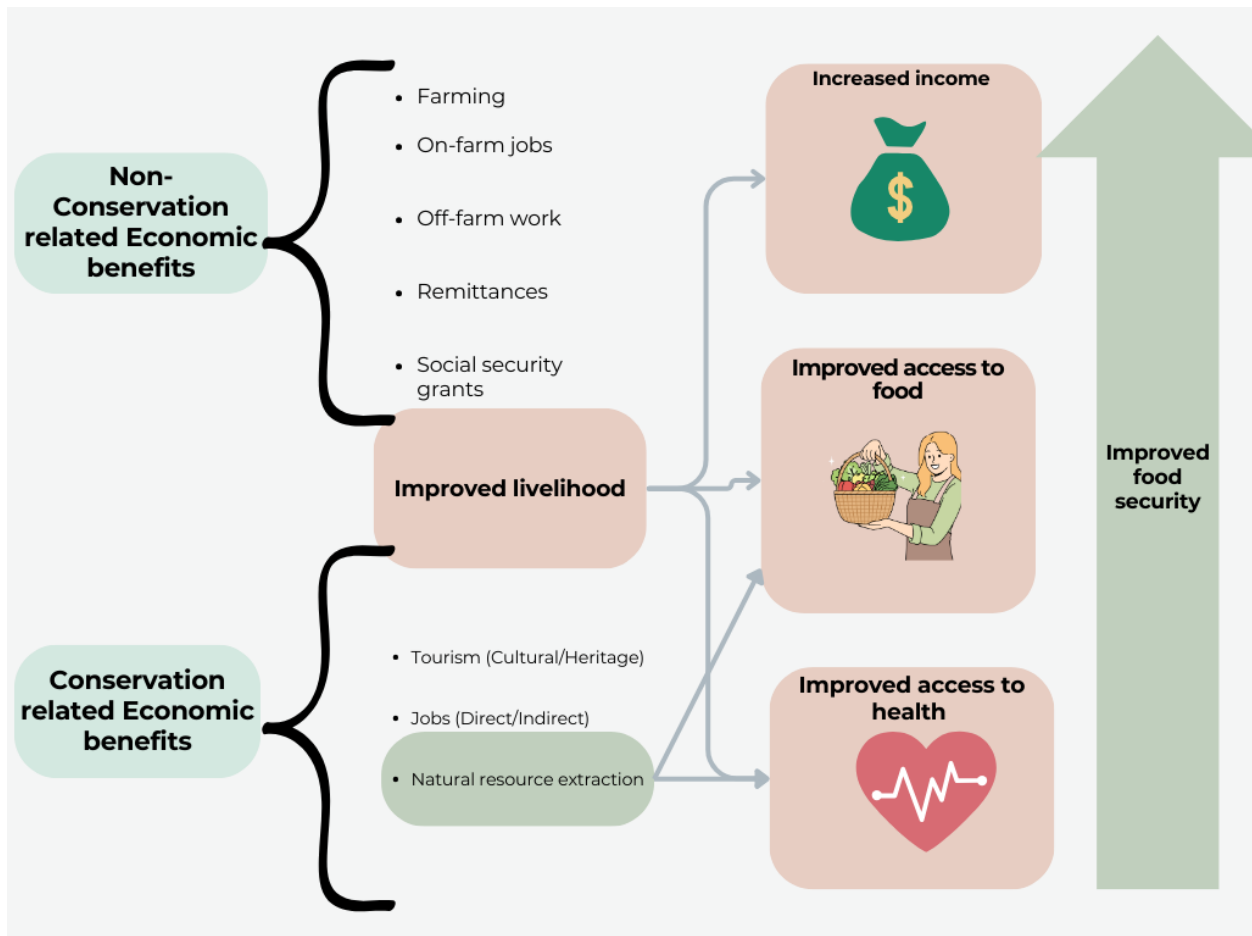 Non-
Conservation
related Economic
benefits
• Farming
• On-farm jobs
• Off-farm work
• Remittances
• Social security
grants
Improved livelihood
Conservation
related Economic
benefits
• Tourism (Cultural/Heritage)
• Jobs (Direct/Indirect)
• Natural resource extraction
Increased income
$
Improved access to
food
Improved access to
health
Improved
food
security